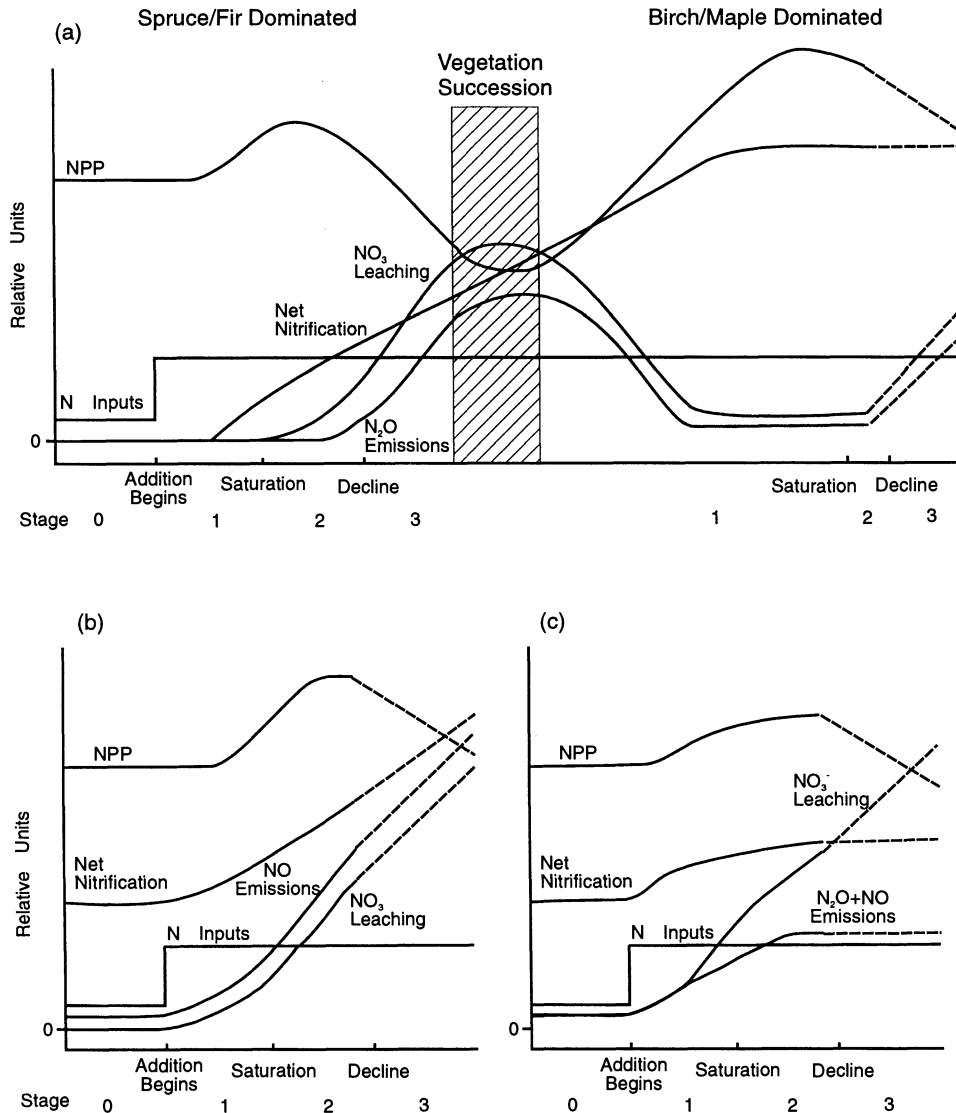 Spruce/Fir Dominated
Birch/Maple Dominated
(a)
Vegetation
Succession
NPP
NO₃
Leaching
Net
Nitrification
N Inputs
N₂O
Emissions
Relative Units
0
Addition
Begins
Saturation
Decline
Saturation
Decline
Stage 0 1 2 3 1 2 3
(b)
NPP
Net
Nitrification
NO
Emissions
NO₃
Leaching
N Inputs
Relative Units
0
Addition
Begins
Saturation
Decline
Stage 0 1 2 3
(c)
NPP
NO₃⁻
Leaching
Net
Nitrification
N₂O+NO
Emissions
N Inputs
0
Addition
Begins
Saturation
Decline
0 1 2 3